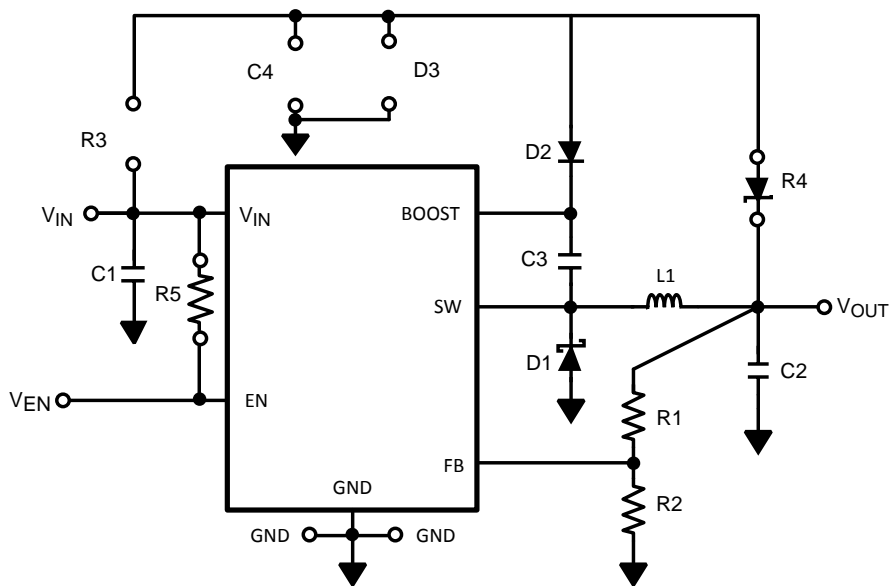 C4
D3
R3
D2
R4
VIN
VIN
BOOST
C1
R5
C3
L1
SW
VOUT
D1
C2
VEN
EN
R1
FB
GND
R2
GND
GND